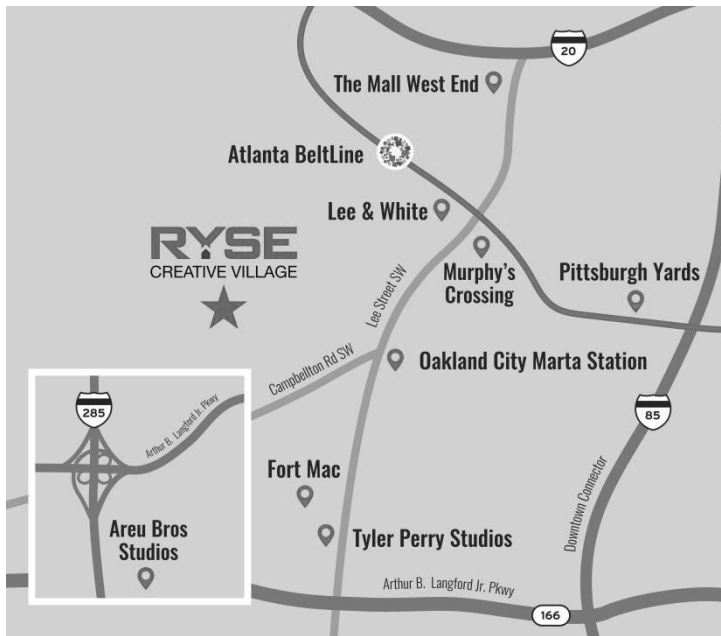 20
The Mall West End
Atlanta BeltLine
Lee & White
RYSE
CREATIVE VILLAGE
Murphy's
Crossing
Pittsburgh Yards
Lee Street SW
Campbellton Rd SW
Oakland City Marta Station
285
Arthur B. Langford Jr. Pkwy
85
Fort Mac
Downtown Connector
Areu Bros
Studios
Tyler Perry Studios
Arthur B. Langford Jr. Pkwy
166